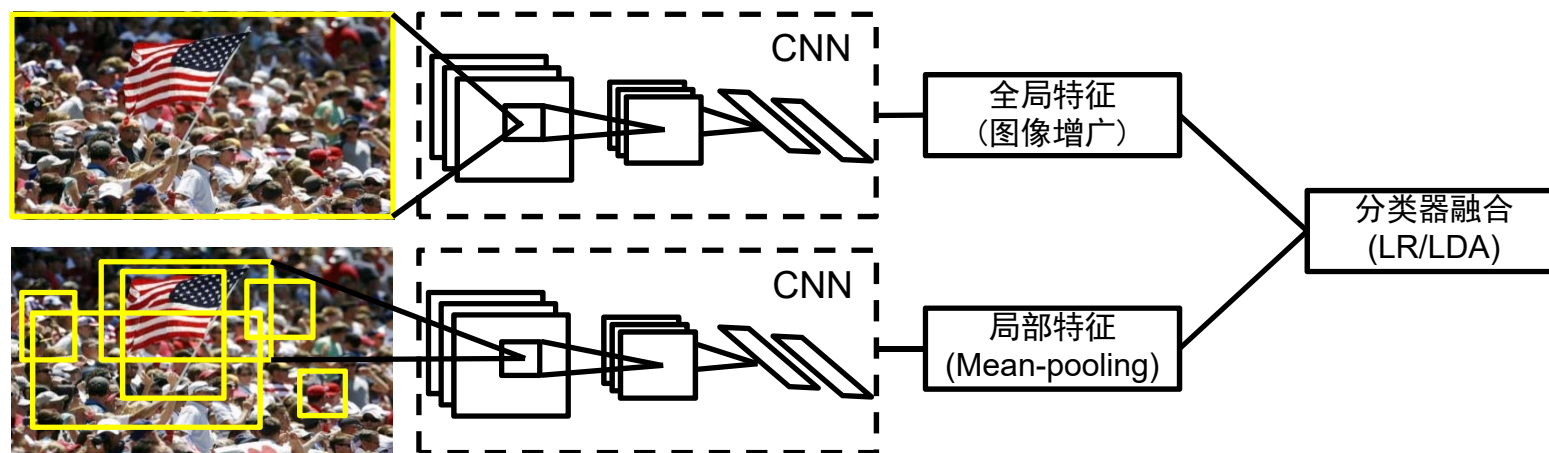 CNN
全局特征
(图像增广)
CNN
局部特征
(Mean-pooling)
分类器融合
(LR/LDA)